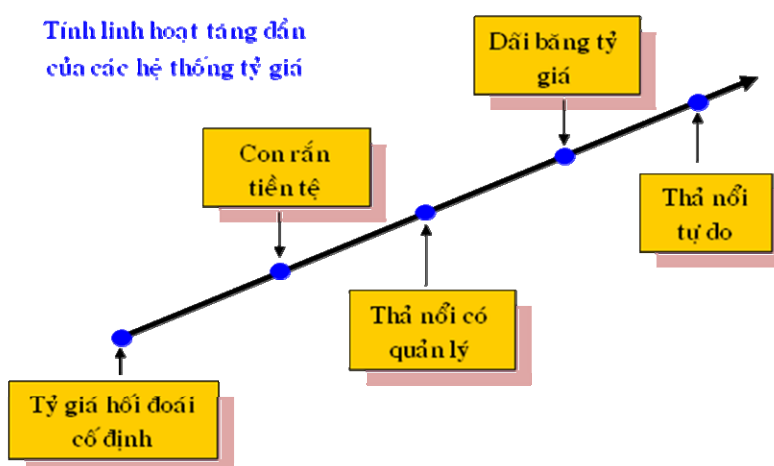 Tính linh hoạt tăng dần
của các hệ thống tỷ giá
Dãi băng tỷ
giá
Con rắn
tiền tệ
Thả nổi
tự do
Thả nổi có
quản lý
Tỷ giá hối đoái
cố định